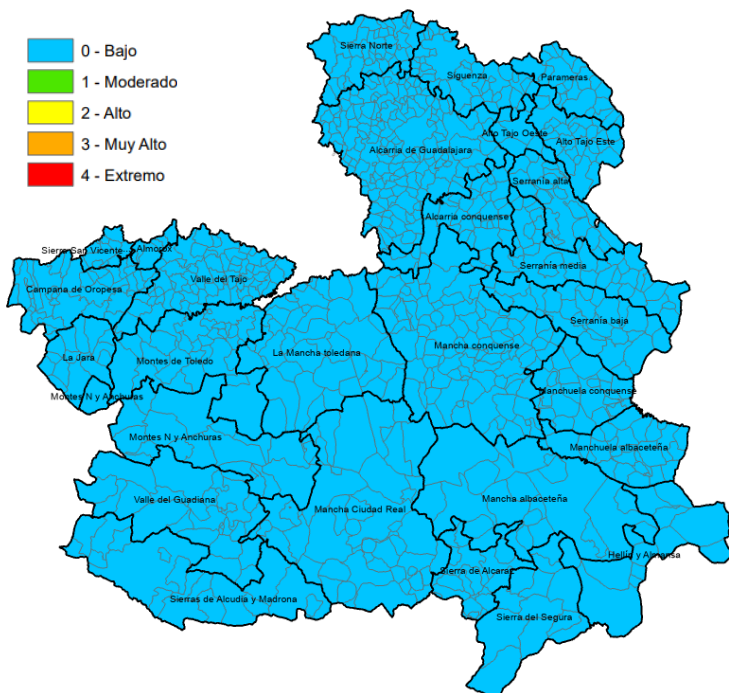 0 - Bajo
1 - Moderado
2 - Alto
3 - Muy Alto
4 - Extremo
Sierra Norte
Siguenza
Parameras
Alto Tajo Oeste
Alcarria de Guadalajara
Alto Tajo Este
Serranía alta
Alcarria conquense
Sierra San Vicente
Almorox
Serranía media
Valle del Tajo
Campana de Oropesa
Serranía baja
Mancha conquense
La Mancha toledana
La Jara
Montes de Toledo
Manchuela conquense
Montes N y Anchuras
Montes N y Anchuras
Manchuela albaceteña
Valle del Guadiana
Mancha albaceteña
Mancha Ciudad Real
Hellín y Almansa
Sierra de Alcaraz
Sierras de Alcudia y Madrona
Sierra del Segura